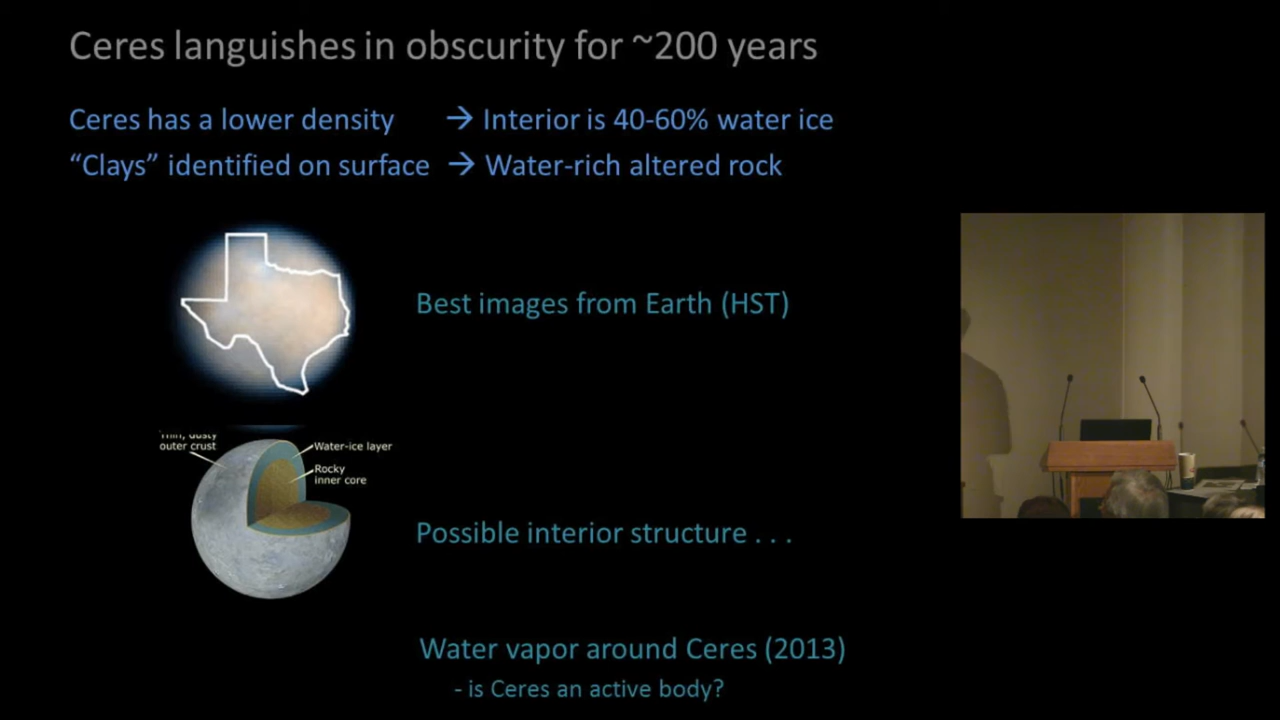 Ceres languishes in obscurity for ~200 years
Ceres has a lower density → Interior is 40-60% water ice
“Clays” identified on surface → Water-rich altered rock
Best images from Earth (HST)
Thin, dusty
outer crust
Water-ice layer
Rocky
inner core
Possible interior structure . . .
Water vapor around Ceres (2013)
- is Ceres an active body?